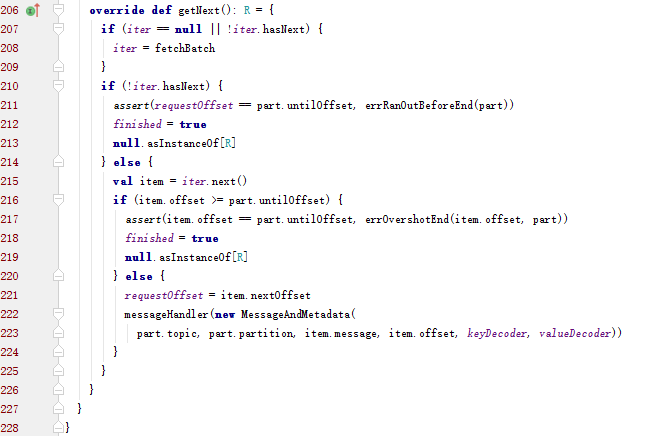 206 override def getNext(): R = {
207 if (iter == null || !iter.hasNext) {
208 iter = fetchBatch
209 }
210 if (!iter.hasNext) {
211 assert(requestOffset == part.untilOffset, errRanOutBeforeEnd(part))
212 finished = true
213 null.asInstanceOf[R]
214 } else {
215 val item = iter.next()
216 if (item.offset >= part.untilOffset) {
217 assert(item.offset == part.untilOffset, errOvershotEnd(item.offset, part))
218 finished = true
219 null.asInstanceOf[R]
220 } else {
221 requestOffset = item.nextOffset
222 messageHandler(new MessageAndMetadata(
223 part.topic, part.partition, item.message, item.offset, keyDecoder, valueDecoder))
224 }
225 }
226 }
227 }
228 }